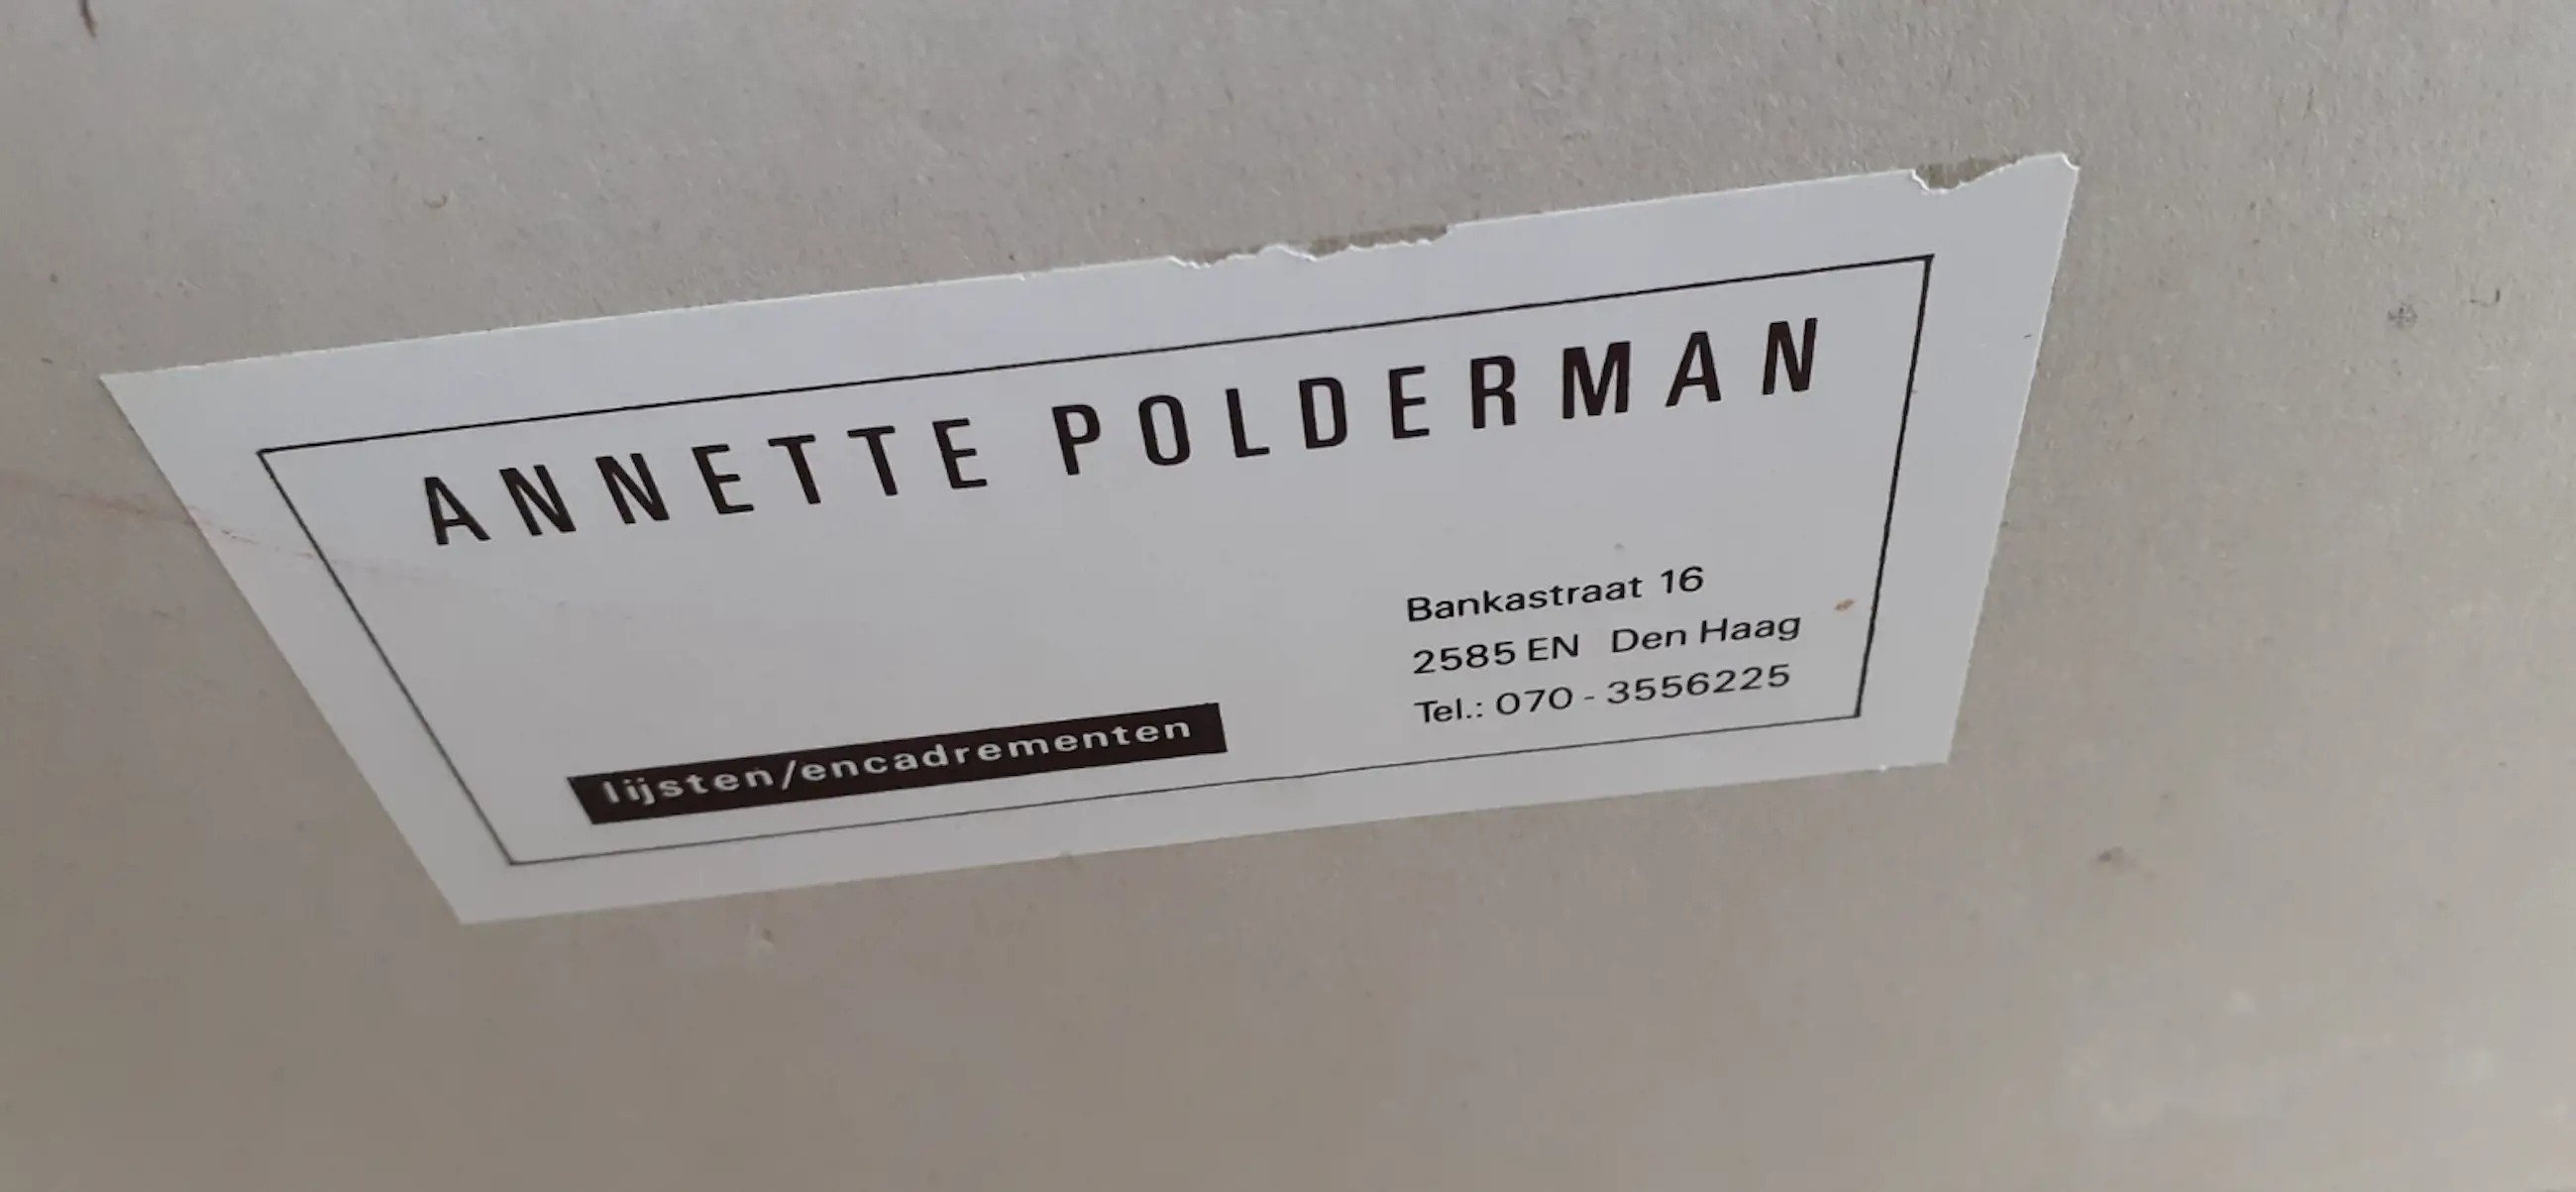 ANNETTE POLDERMAN
Bankastraat 16
2585 EN Den Haag
Tel.: 070 - 3556225
lijsten/encadrementen